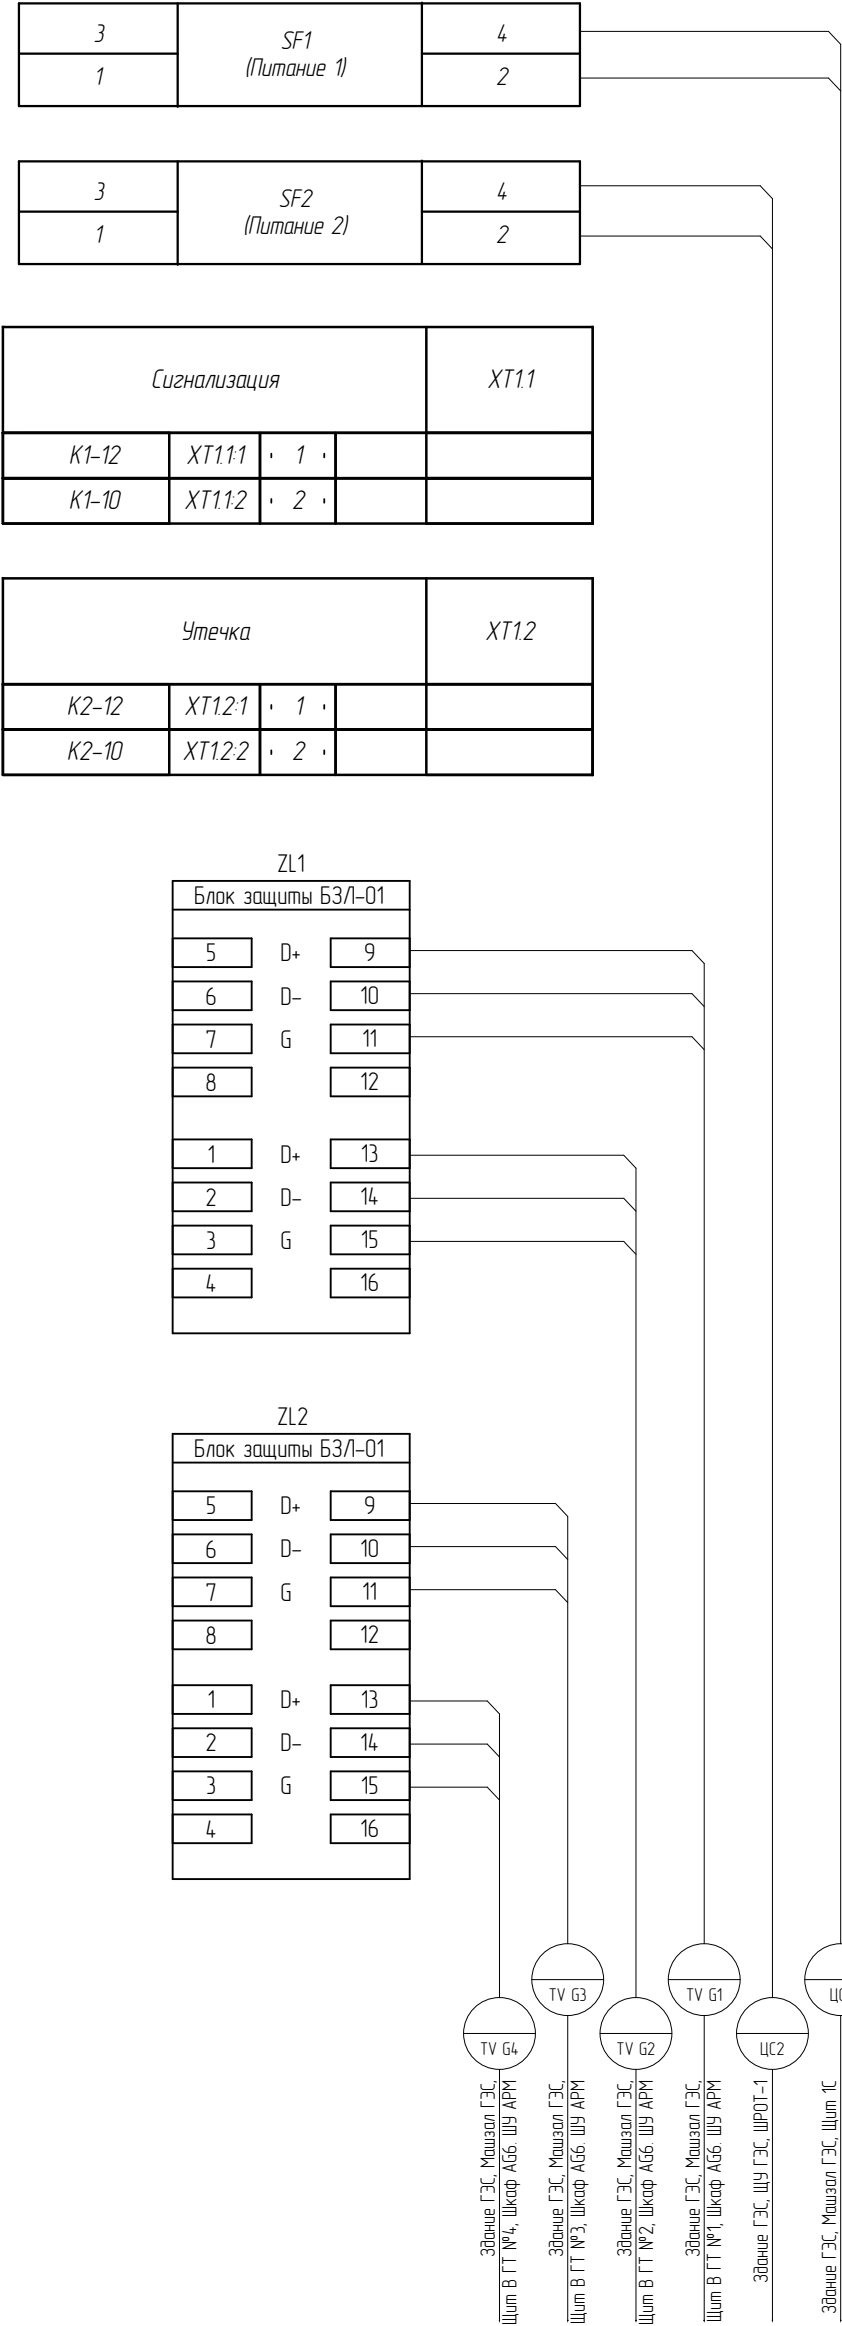 3 SF1 4
1 (Питание 1) 2
3 SF2 4
1 (Питание 2) 2
Сигнализация XT1.1
K1-12 XT1.1:1 1
K1-10 XT1.1:2 2
Утечка XT1.2
K2-12 XT1.2:1 1
K2-10 XT1.2:2 2
ZL1
Блок защиты БЗЛ-01
5 D+ 9
6 D- 10
7 G 11
8 12
1 D+ 13
2 D- 14
3 G 15
4 16
ZL2
Блок защиты БЗЛ-01
5 D+ 9
6 D- 10
7 G 11
8 12
1 D+ 13
2 D- 14
3 G 15
4 16
TV G4
TV G3
TV G2
TV G1
ЦС2
Здание ГЭС, Машзал ГЭС,
Щит В ГТ №4, Шкаф AG6. ШУ АРМ
Здание ГЭС, Машзал ГЭС,
Щит В ГТ №3, Шкаф AG6. ШУ АРМ
Здание ГЭС, Машзал ГЭС,
Щит В ГТ №2, Шкаф AG6. ШУ АРМ
Здание ГЭС, Машзал ГЭС,
Щит В ГТ №1, Шкаф AG6. ШУ АРМ
Здание ГЭС, ЩУ ГЭС, ШРОТ-1
Здание ГЭС, Машзал ГЭС, Щит 1С